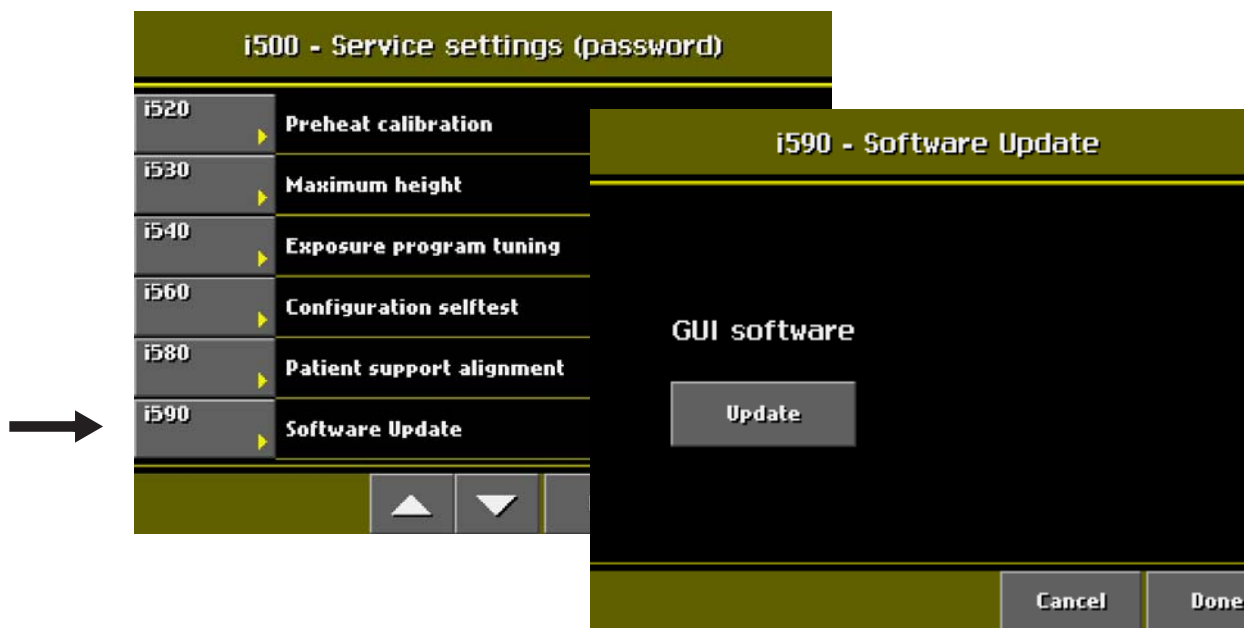 i500 - Service settings (password)
i520
Preheat calibration
i530
Maximum height
i540
Exposure program tuning
i560
Configuration selftest
i580
Patient support alignment
i590
Software Update
i590 - Software Update
GUI software
Update
Cancel
Done